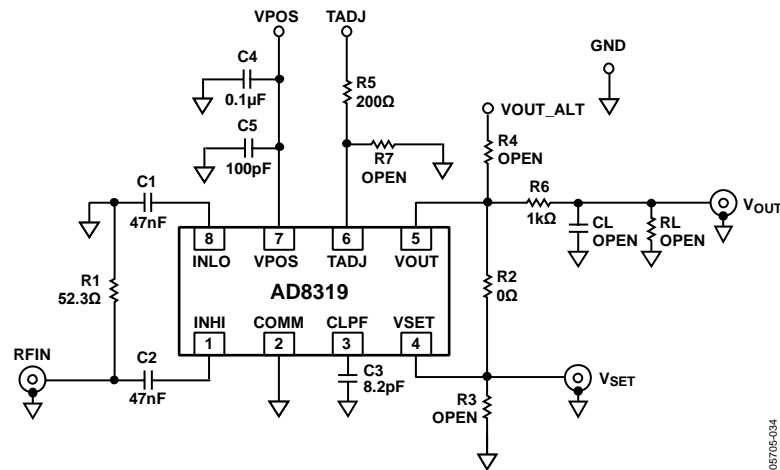 VPOS TADJ
GND
C4
0.1µF
R5
200Ω
VOUT_ALT
C5
100pF
R7
OPEN
R4
OPEN
C1
47nF
R6
1kΩ
VOUT
CL
OPEN
RL
OPEN
8 7 6 5
INLO VPOS TADJ VOUT
R1
52.3Ω
R2
0Ω
AD8319
INHI COMM CLPF VSET
1 2 3 4
RFIN
C2
47nF
C3
8.2pF
VSET
R3
OPEN
05705-034